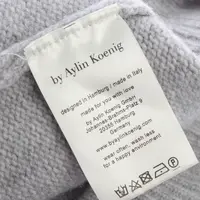 by Aylin Koenig
designed in Hamburg / made in Italy
made for you with love
by Aylin Koenig GmbH
Johannes-Brahms-Platz 9
20355 Hamburg
Germany
wear often, wash less
for a happy environment
www.byaylinkoenig.com